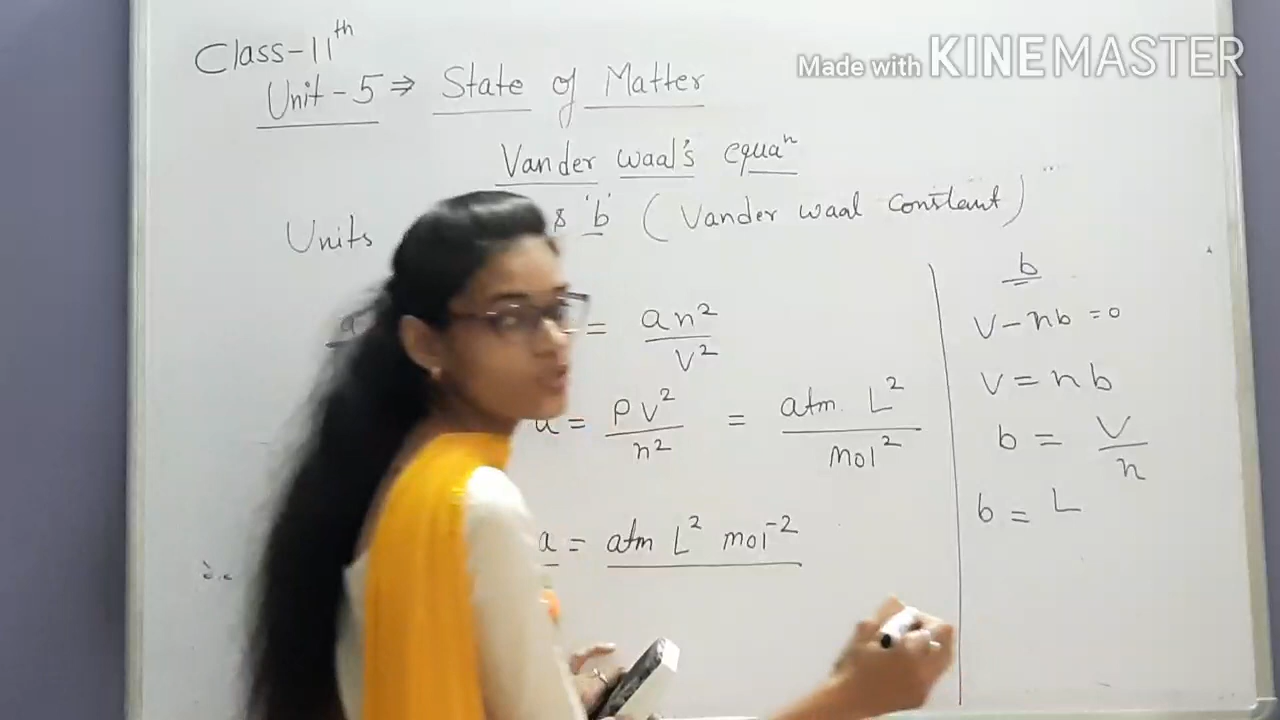 Class-11th
Made with KINEMASTER
Unit-5 ⇒ State of Matter
Vander waal's equaⁿ
Units & 'b' (Vander waal constant)
a = an²/V²
a = PV²/n² = atm. L²/mol²
a = atm L² mol⁻²
b
V - nb = 0
V = nb
b = V/n
b = L